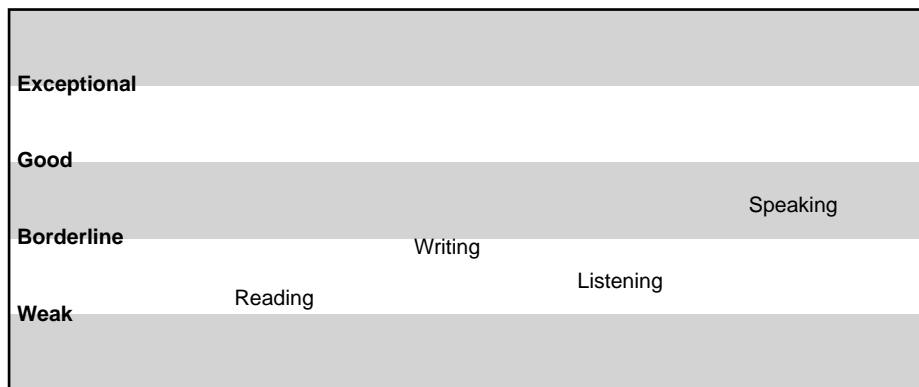 Exceptional
Good
Speaking
Borderline
Writing
Listening
Reading
Weak